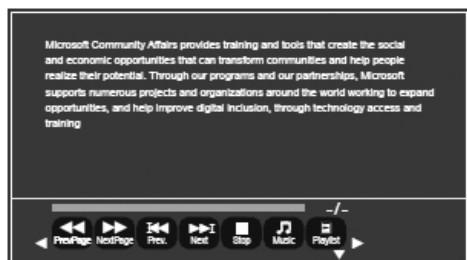 Microsoft Community Affairs provides training and tools that create the social
and economic opportunities that can transform communities and help people
realize their potential. Through our programs and our partnerships, Microsoft
supports numerous projects and organizations around the world working to expand
opportunities, and help improve digital inclusion, through technology access and
training
-/-
PrevPage NextPage Prev. Next Stop Music Playlist